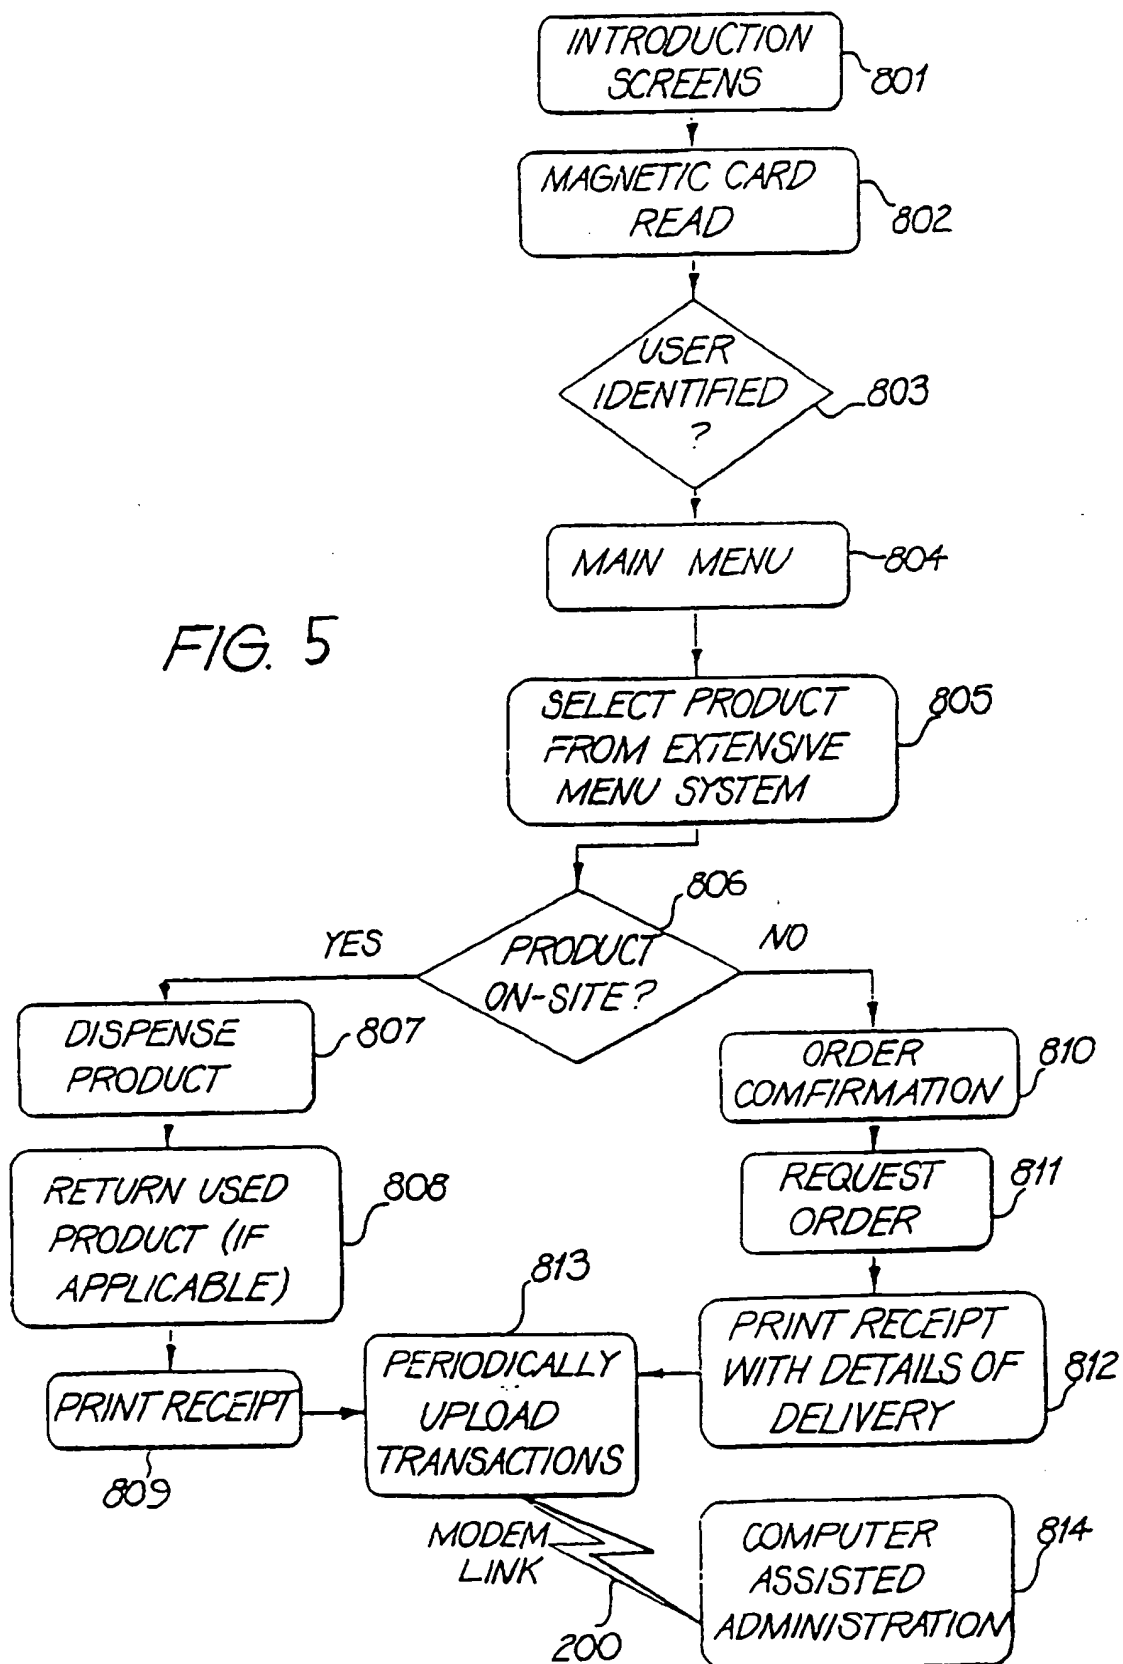 INTRODUCTION
SCREENS
801
MAGNETIC CARD
READ
802
USER
IDENTIFIED
?
803
MAIN MENU
804
FIG. 5
SELECT PRODUCT
FROM EXTENSIVE
MENU SYSTEM
805
806
YES
PRODUCT
ON-SITE?
NO
DISPENSE
PRODUCT
807
ORDER
COMFIRMATION
810
RETURN USED
PRODUCT (IF
APPLICABLE)
808
REQUEST
ORDER
811
813
PRINT RECEIPT
WITH DETAILS OF
DELIVERY
812
PRINT RECEIPT
809
PERIODICALLY
UPLOAD
TRANSACTIONS
MODEM
LINK
200
COMPUTER
ASSISTED
ADMINISTRATION
814